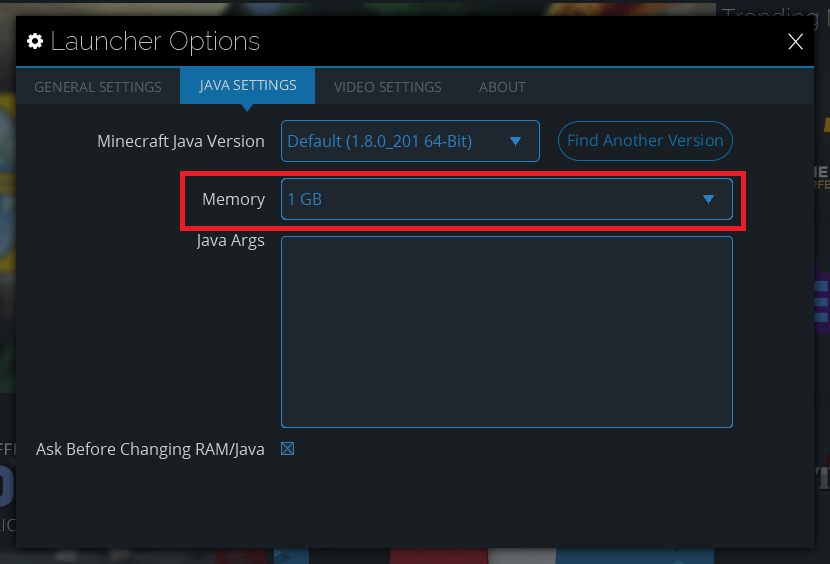 Trending
Launcher Options
X
GENERAL SETTINGS JAVA SETTINGS VIDEO SETTINGS ABOUT
Minecraft Java Version Default (1.8.0_201 64-Bit) Find Another Version
Memory 1 GB
Java Args
Ask Before Changing RAM/Java